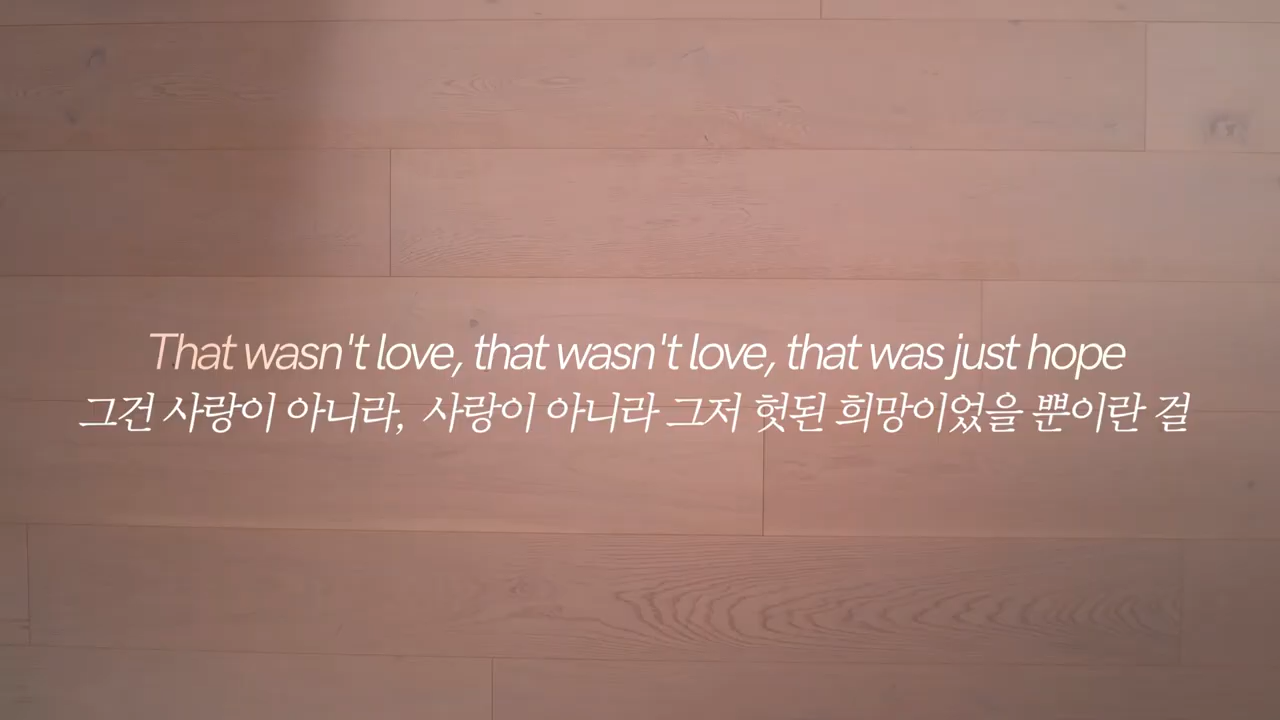 That wasn't love, that wasn't love, that was just hope
그건 사랑이 아니라, 사랑이 아니라 그저 헛된 희망이었을 뿐이란 걸